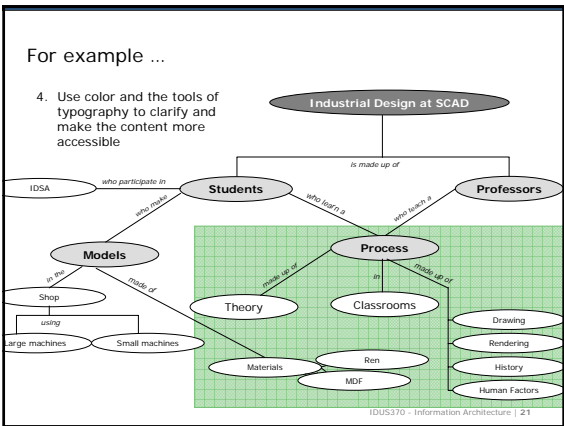 For example ...
4. Use color and the tools of
typography to clarify and
make the content more
accessible
Industrial Design at SCAD
is made up of
IDSA
who participate in
Students
Professors
who make
who learn a
who teach a
Models
Process
in the
made of
made up of
in
made up of
Shop
using
Theory
Classrooms
Large machines
Small machines
Drawing
Rendering
Materials
Ren
MDF
History
Human Factors
IDUS370 - Information Architecture | 21